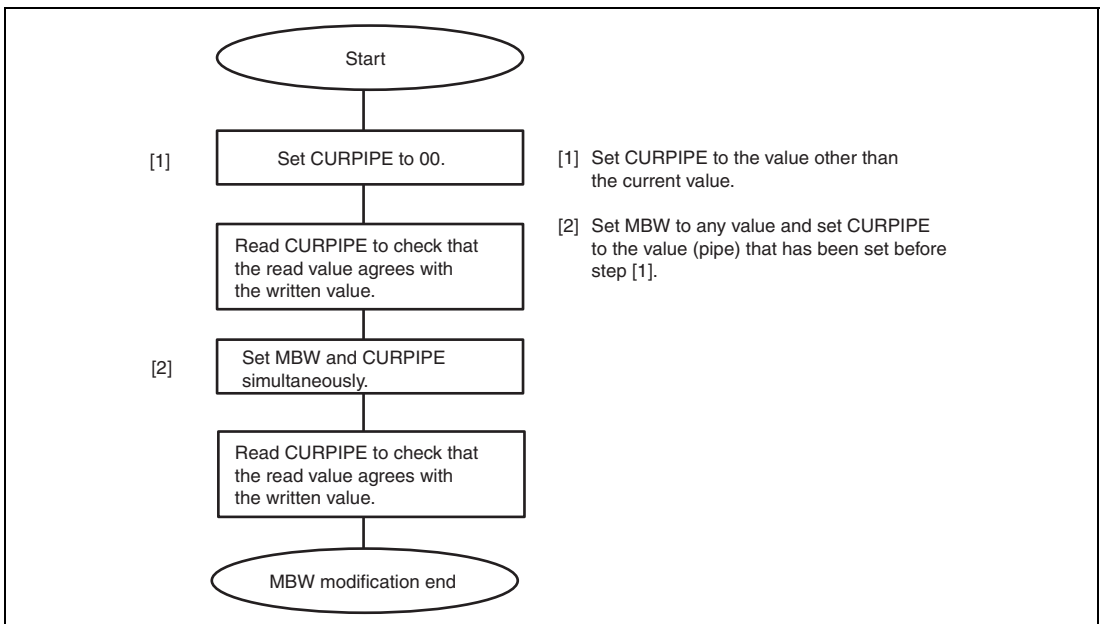 Start
[1]
Set CURPIPE to 00.
Read CURPIPE to check that
the read value agrees with
the written value.
[2]
Set MBW and CURPIPE
simultaneously.
Read CURPIPE to check that
the read value agrees with
the written value.
MBW modification end
[1] Set CURPIPE to the value other than
the current value.
[2] Set MBW to any value and set CURPIPE
to the value (pipe) that has been set before
step [1].